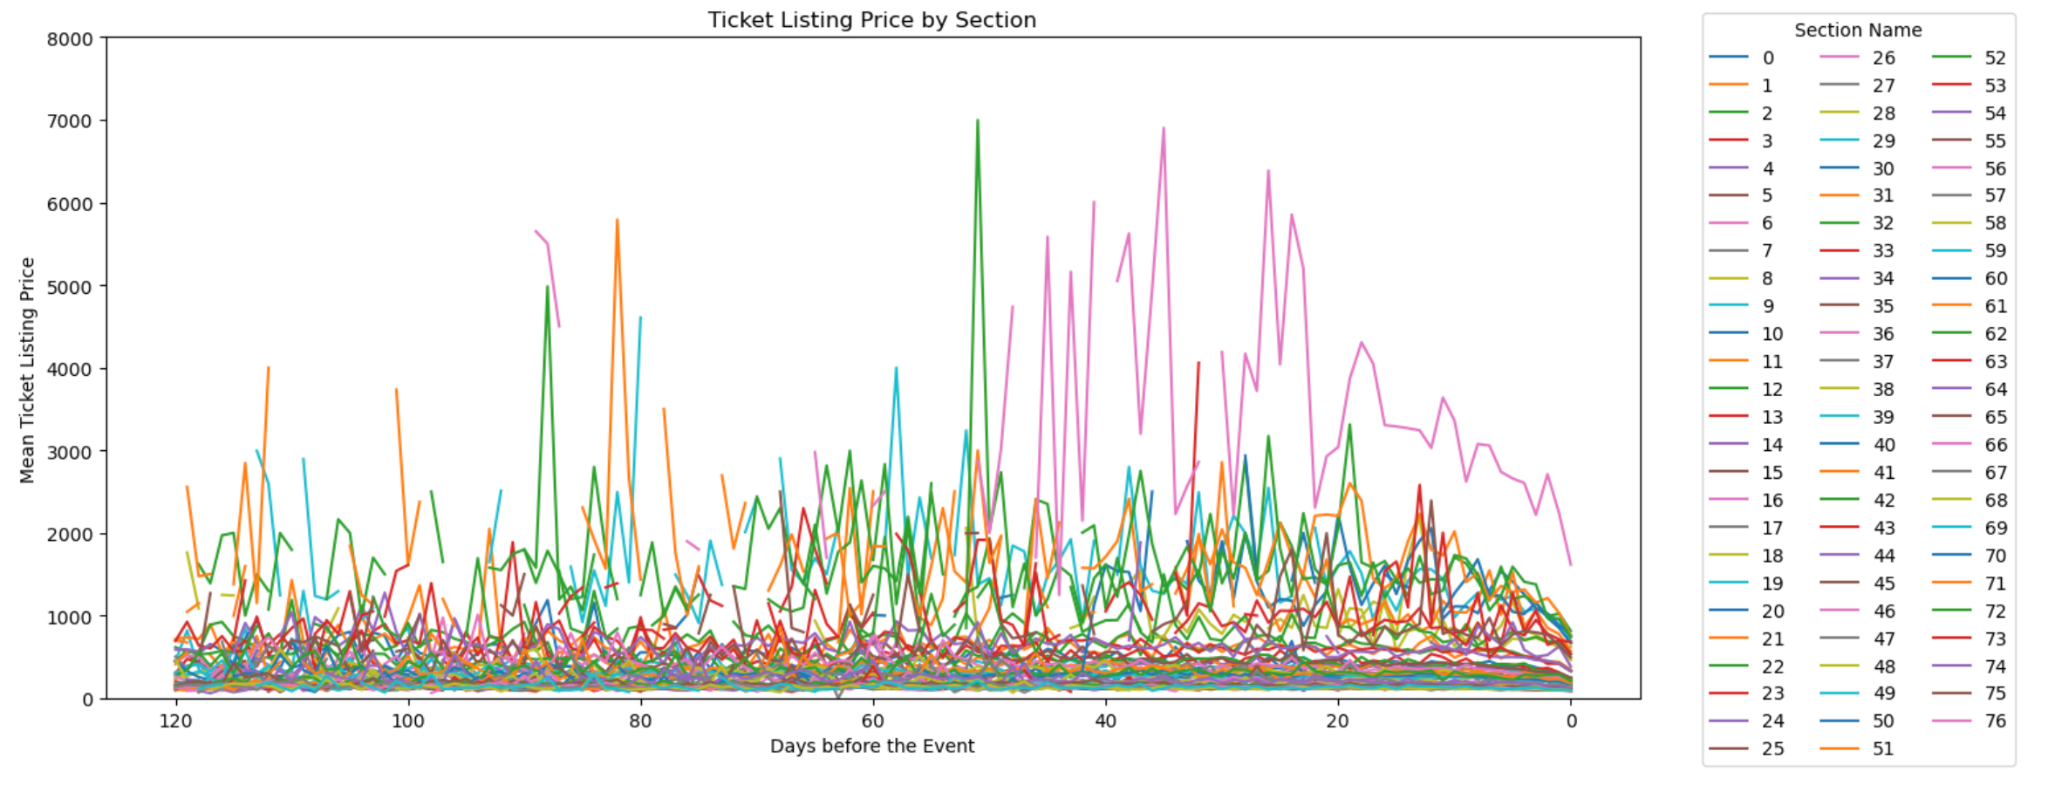 Ticket Listing Price by Section
Mean Ticket Listing Price
8000
7000
6000
5000
4000
3000
2000
1000
0
120 100 80 60 40 20 0
Days before the Event
Section Name
0 26 52
1 27 53
2 28 54
3 29 55
4 30 56
5 31 57
6 32 58
7 33 59
8 34 60
9 35 61
10 36 62
11 37 63
12 38 64
13 39 65
14 40 66
15 41 67
16 42 68
17 43 69
18 44 70
19 45 71
20 46 72
21 47 73
22 48 74
23 49 75
24 50 76
25 51